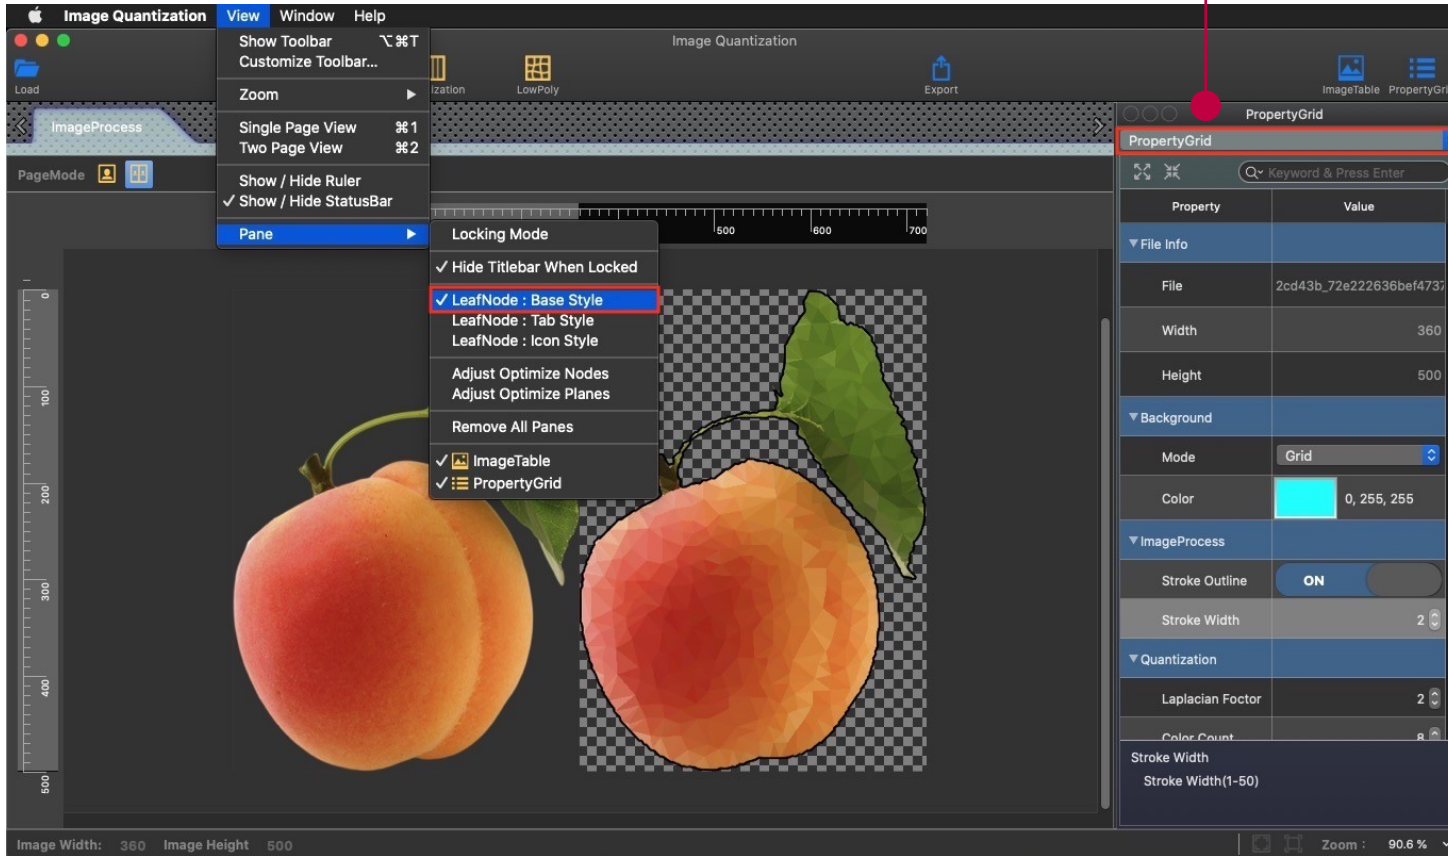 Image Quantization View Window Help
Image Quantization
Load
ization
LowPoly
Export
ImageTable
PropertyGri
Show Toolbar ⌥⌘T
Customize Toolbar...
Zoom
Single Page View ⌘1
Two Page View ⌘2
Show / Hide Ruler
✓ Show / Hide StatusBar
Pane
Locking Mode
✓ Hide Titlebar When Locked
✓ LeafNode : Base Style
LeafNode : Tab Style
LeafNode : Icon Style
Adjust Optimize Nodes
Adjust Optimize Planes
Remove All Panes
✓ ImageTable
✓ PropertyGrid
ImageProcess
PageMode
500 600 700
0
100
200
300
400
500
PropertyGrid
PropertyGrid
Keyword & Press Enter
Property Value
File Info
File 2cd43b_72e222636bef4737
Width 360
Height 500
Background
Mode Grid
Color 0, 255, 255
ImageProcess
Stroke Outline ON
Stroke Width 2
Quantization
Laplacian Foctor 2
Color Count 8
Stroke Width
Stroke Width(1-50)
Image Width: 360 Image Height 500
Zoom : 90.6 %